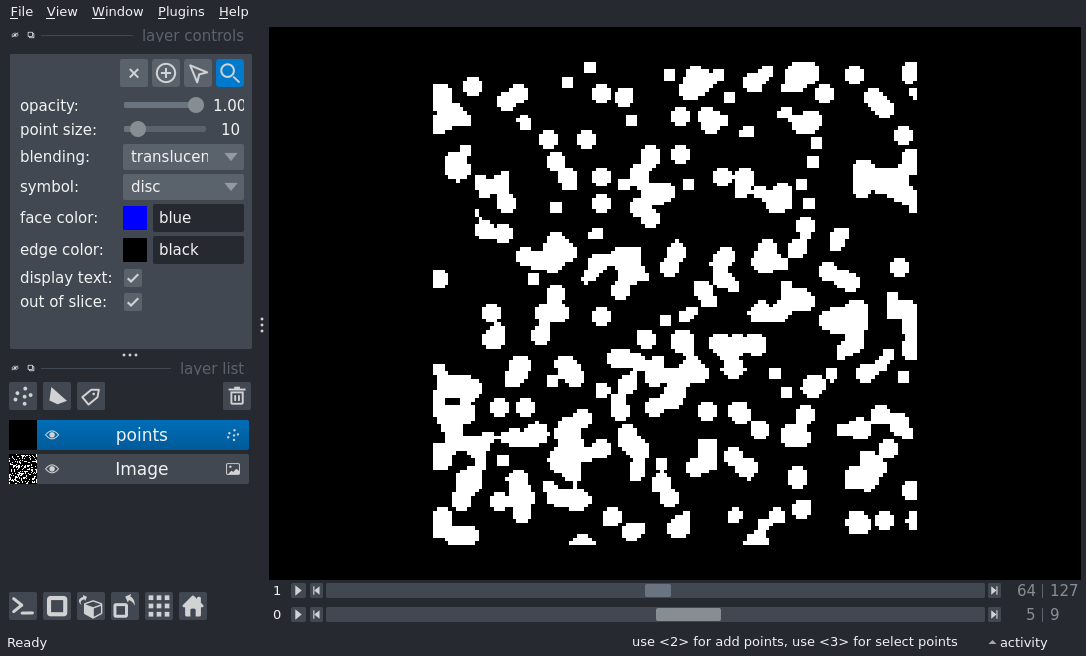 File View Window Plugins Help
layer controls
opacity: 1.00
point size: 10
blending: translucen
symbol: disc
face color: blue
edge color: black
display text:
out of slice:
layer list
points
Image
1 64 127
0 5 9
Ready use <2> for add points, use <3> for select points activity